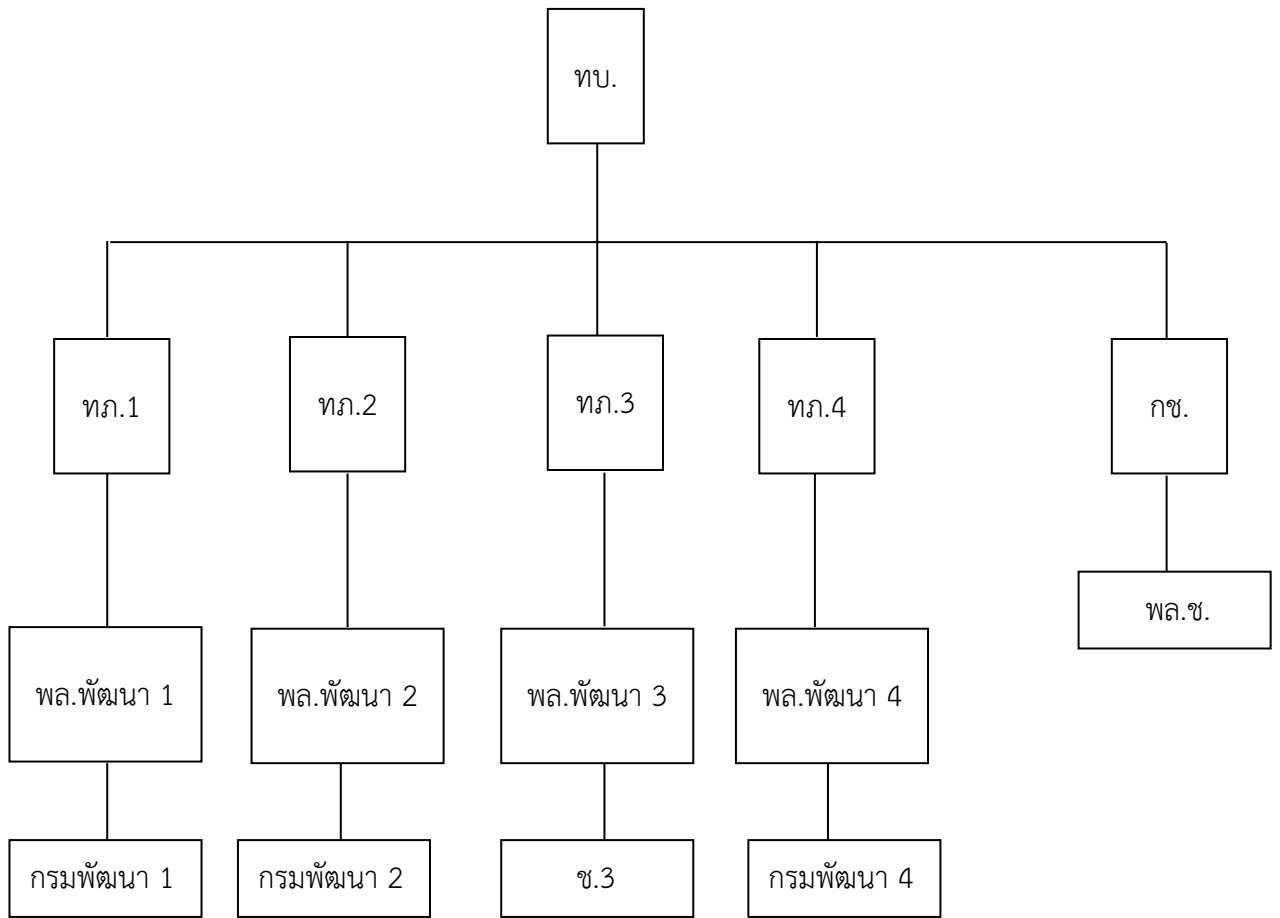 ทบ.
ทภ.1
ทภ.2
ทภ.3
ทภ.4
กช.
พล.ช.
พล.พัฒนา 1
พล.พัฒนา 2
พล.พัฒนา 3
พล.พัฒนา 4
กรมพัฒนา 1
กรมพัฒนา 2
ช.3
กรมพัฒนา 4